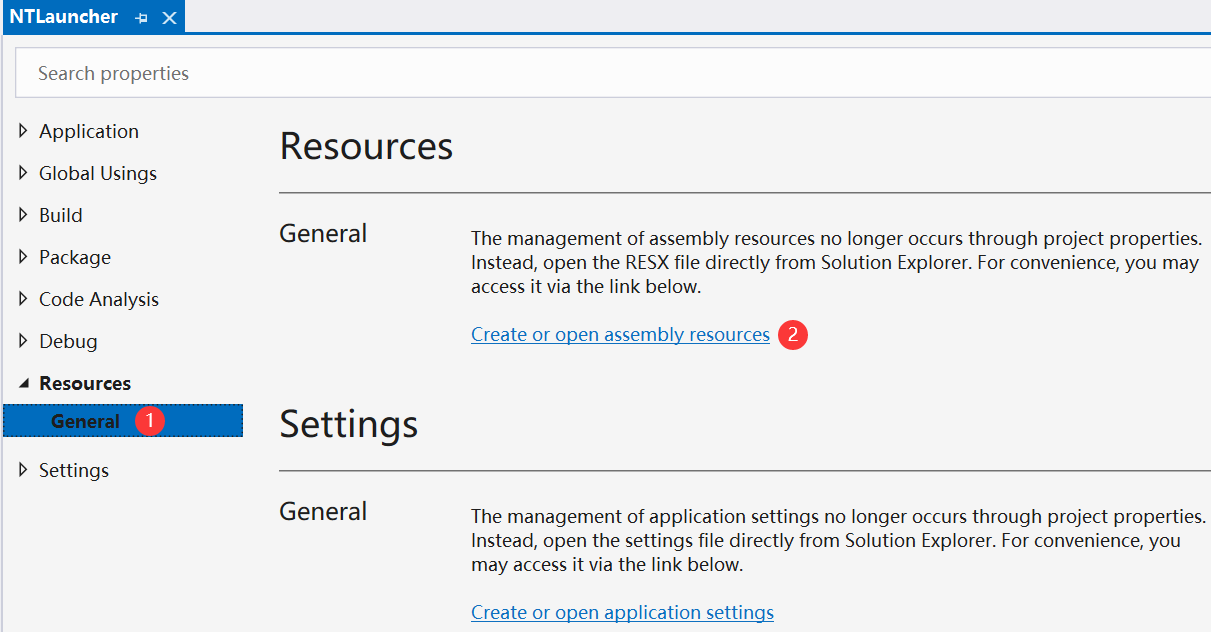 NTLauncher
Search properties
Application
Global Usings
Build
Package
Code Analysis
Debug
Resources
General 1
Settings
Resources
General
The management of assembly resources no longer occurs through project properties.
Instead, open the RESX file directly from Solution Explorer. For convenience, you may
access it via the link below.
Create or open assembly resources 2
Settings
General
The management of application settings no longer occurs through project properties.
Instead, open the settings file directly from Solution Explorer. For convenience, you
may access it via the link below.
Create or open application settings